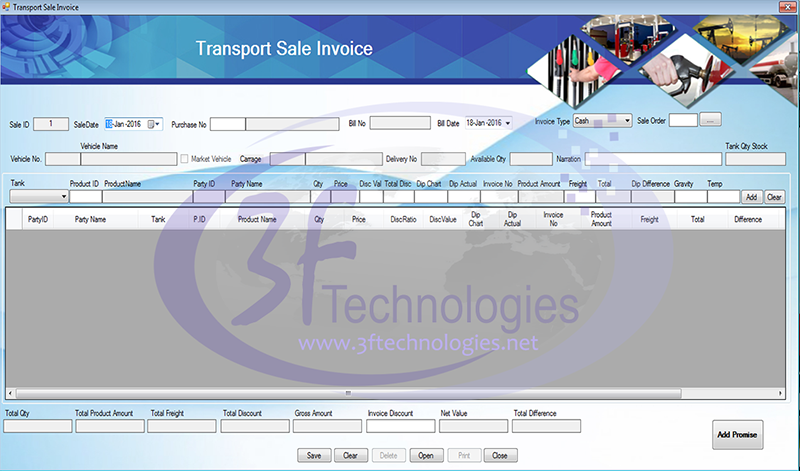 Transport Sale Invoice
Transport Sale Invoice
Sale ID 1 SaleDate 18-Jan-2016 Purchase No Bill No Bill Date 18-Jan-2016 Invoice Type Cash Sale Order ....
Vehicle Name Tank Qty Stock
Vehicle No. Market Vehicle Carrage Delivery No Available Qty Narration
Tank Product ID ProductName Party ID Party Name Qty Price Disc Val Total Disc Dip Chart Dip Actual Invoice No Product Amount Freight Total Dip Difference Gravity Temp
Add Clear
PartyID Party Name Tank P.ID Product Name Qty Price DiscRatio DiscValue Dip Chart Dip Actual Invoice No Product Amount Freight Total Difference
3F Technologies
www.3ftechnologies.net
Total Qty Total Product Amount Total Freight Total Discount Gross Amount Invoice Discount Net Value Total Difference
Add Promise
Save Clear Delete Open Print Close